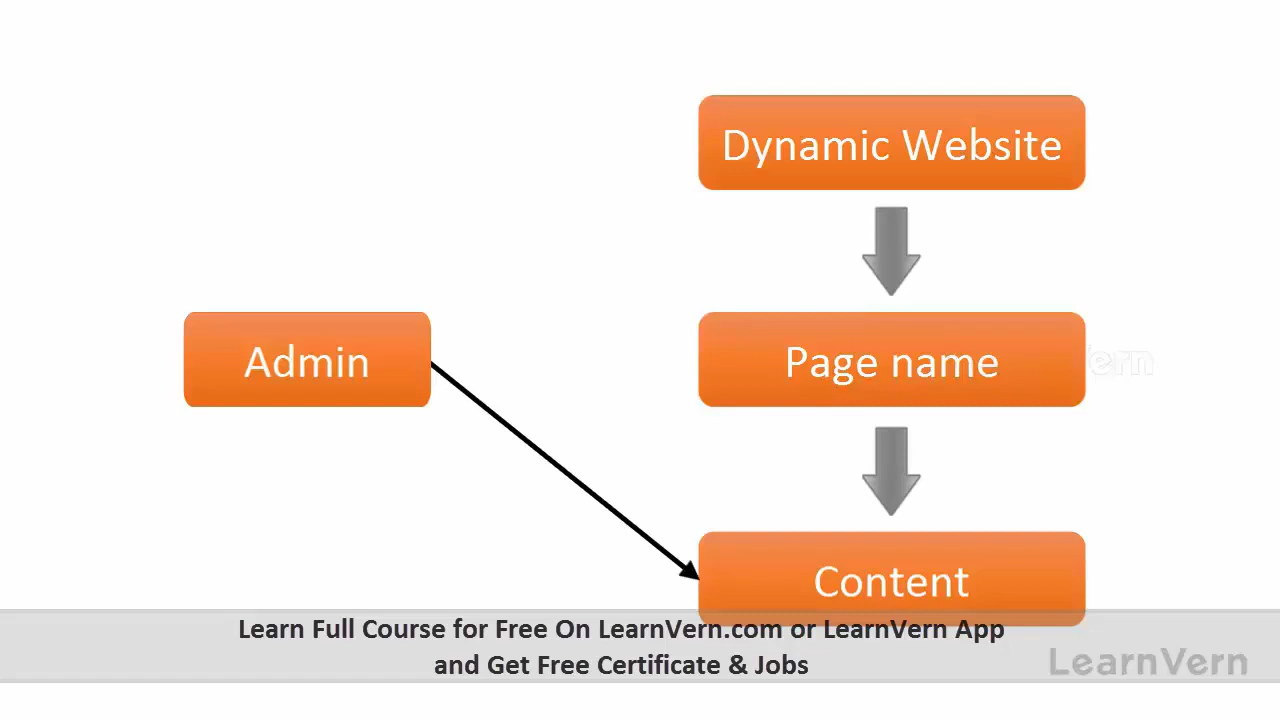 Dynamic Website
Admin
Page name
ern
Content
Learn Full Course for Free On LearnVern.com or LearnVern App
and Get Free Certificate & Jobs
LearnVern